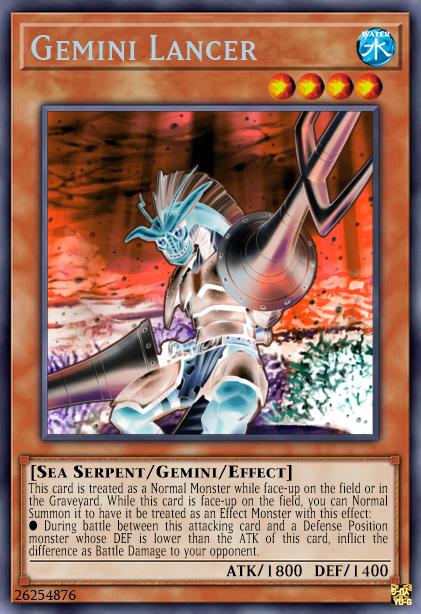 Gemini Lancer
WATER
水
[Sea Serpent/Gemini/Effect]
This card is treated as a Normal Monster while face-up on the field or in
the Graveyard. While this card is face-up on the field, you can Normal
Summon it to have it be treated as an Effect Monster with this effect:
● During battle between this attacking card and a Defense Position
monster whose DEF is lower than the ATK of this card, inflict the
difference as Battle Damage to your opponent.
ATK/1800 DEF/1400
26254876